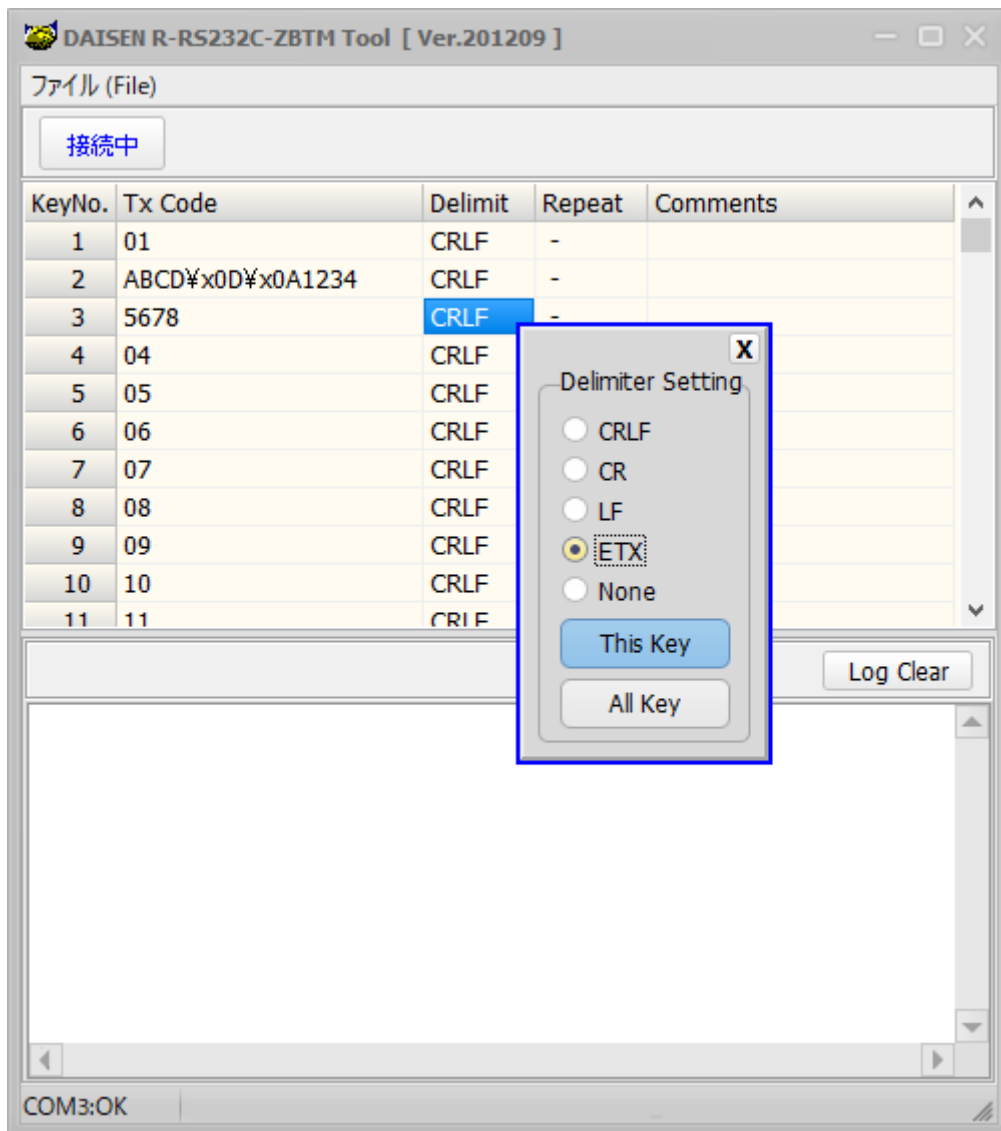 DAISEN R-RS232C-ZBTM Tool [ Ver.201209 ]
ファイル (File)
接続中
KeyNo. Tx Code Delimit Repeat Comments
1 01 CRLF -
2 ABCD¥x0D¥x0A1234 CRLF -
3 5678 CRLF -
4 04 CRLF
5 05 CRLF
6 06 CRLF
7 07 CRLF
8 08 CRLF
9 09 CRLF
10 10 CRLF
11 11 CRLF
X
Delimiter Setting
CRLF
CR
LF
ETX
None
This Key
All Key
Log Clear
COM3:OK